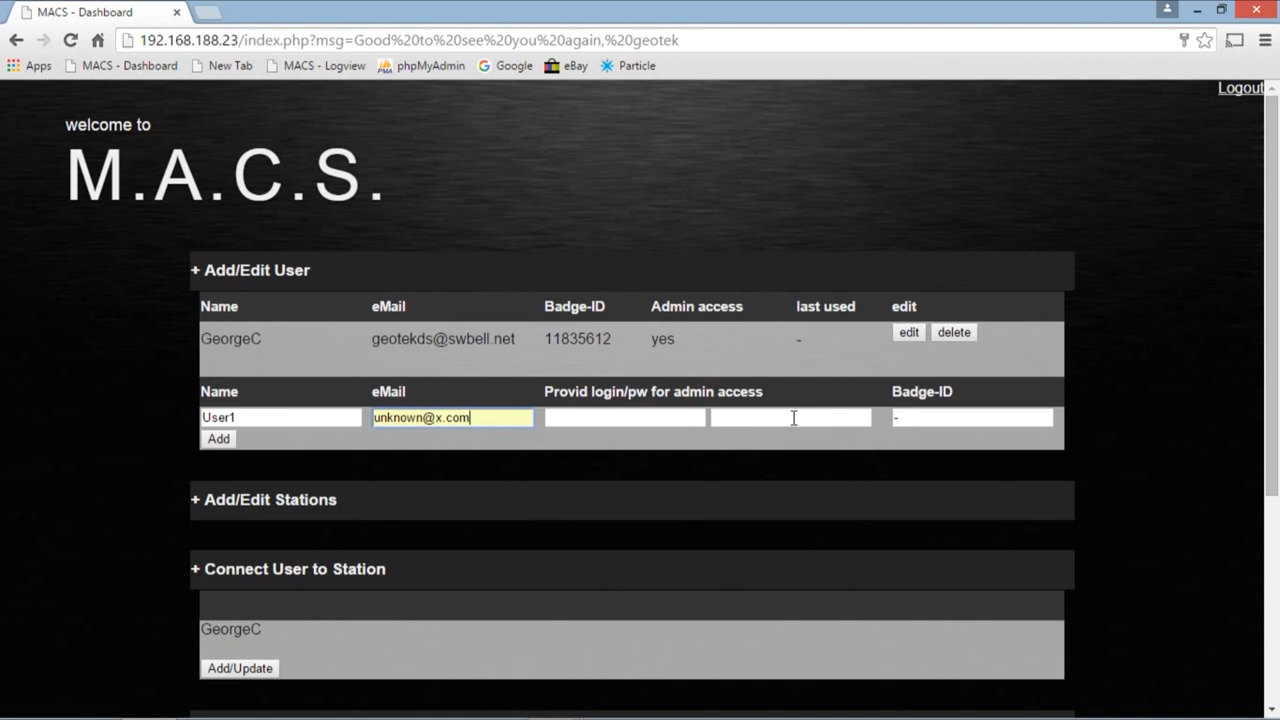 MACS - Dashboard
192.168.188.23/index.php?msg=Good%20to%20see%20you%20again,%20geotek
Apps MACS - Dashboard New Tab MACS - Logview phpMyAdmin Google eBay Particle
Logout
welcome to
M.A.C.S.
+ Add/Edit User
Name eMail Badge-ID Admin access last used edit
GeorgeC geotekds@swbell.net 11835612 yes - edit delete
Name eMail Provid login/pw for admin access Badge-ID
User1 unknown@x.com -
Add
+ Add/Edit Stations
+ Connect User to Station
GeorgeC
Add/Update